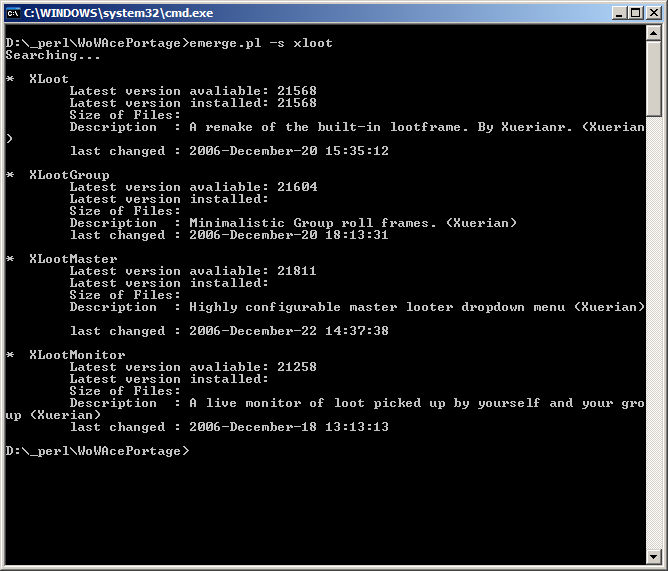 C:\WINDOWS\system32\cmd.exe
D:\_perl\WoWAcePortage>emerge.pl -s xloot
Searching...
*  XLoot
Latest version avaliable: 21568
Latest version installed: 21568
Size of Files:
Description  : A remake of the built-in lootframe. By Xuerianr. (Xuerian
)
last changed : 2006-December-20 15:35:12
*  XLootGroup
Latest version avaliable: 21604
Latest version installed:
Size of Files:
Description  : Minimalistic Group roll frames. (Xuerian)
last changed : 2006-December-20 18:13:31
*  XLootMaster
Latest version avaliable: 21811
Latest version installed:
Size of Files:
Description  : Highly configurable master looter dropdown menu (Xuerian)
last changed : 2006-December-22 14:37:38
*  XLootMonitor
Latest version avaliable: 21258
Latest version installed:
Size of Files:
Description  : A live monitor of loot picked up by yourself and your gro
up (Xuerian)
last changed : 2006-December-18 13:13:13
D:\_perl\WoWAcePortage>